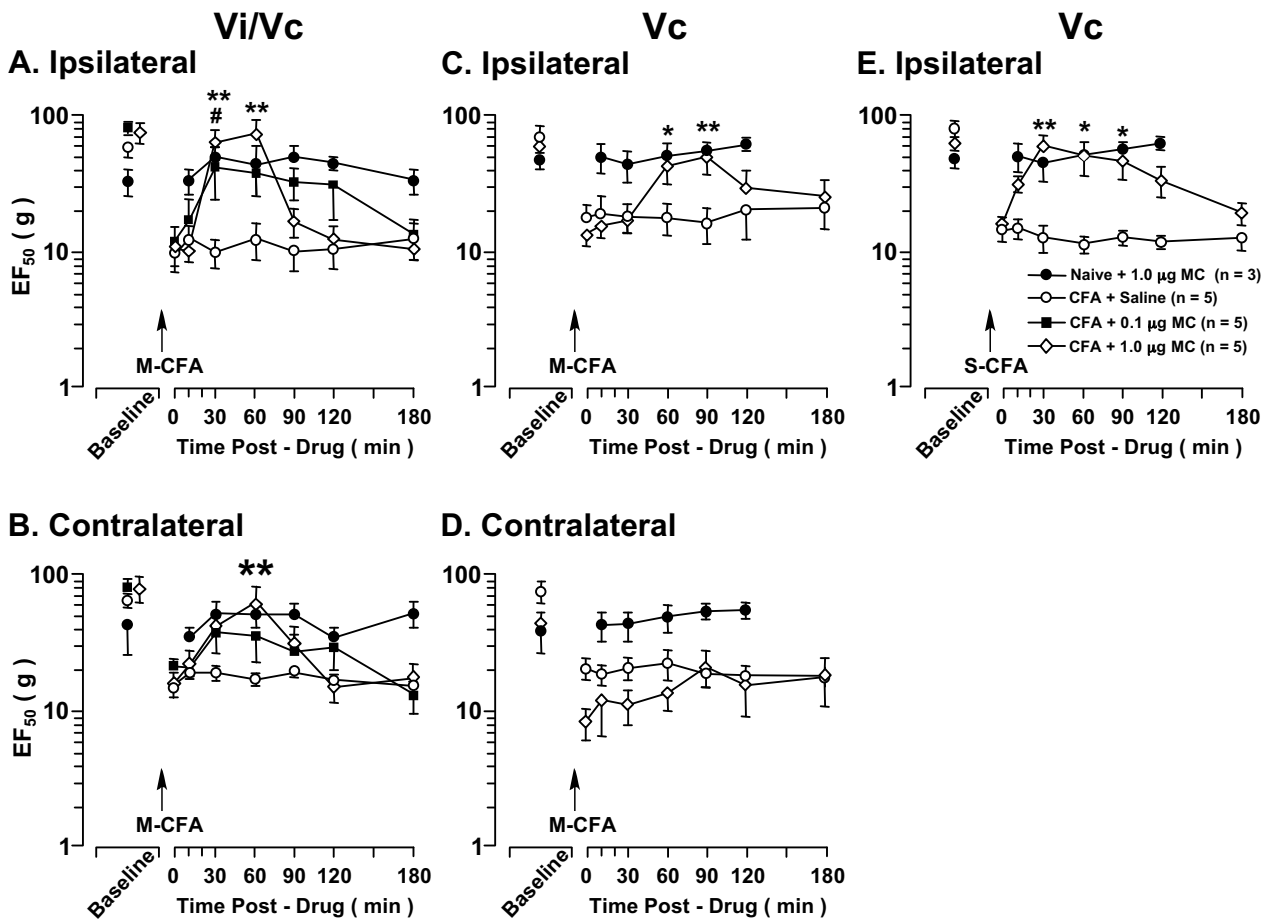 Vi/Vc
Vc
Vc
A. Ipsilateral
C. Ipsilateral
E. Ipsilateral
EF50 ( g )
100
10
1
**
#
**
M-CFA
Baseline
0 30 60 90 120 180
Time Post - Drug ( min )
100
10
1
*
**
M-CFA
Baseline
0 30 60 90 120 180
Time Post - Drug ( min )
100
10
1
**
*
*
Naive + 1.0 µg MC (n = 3)
CFA + Saline (n = 5)
CFA + 0.1 µg MC (n = 5)
CFA + 1.0 µg MC (n = 5)
S-CFA
Baseline
0 30 60 90 120 180
Time Post - Drug ( min )
B. Contralateral
D. Contralateral
EF50 ( g )
100
10
1
**
M-CFA
Baseline
0 30 60 90 120 180
Time Post - Drug ( min )
100
10
1
M-CFA
Baseline
0 30 60 90 120 180
Time Post - Drug ( min )